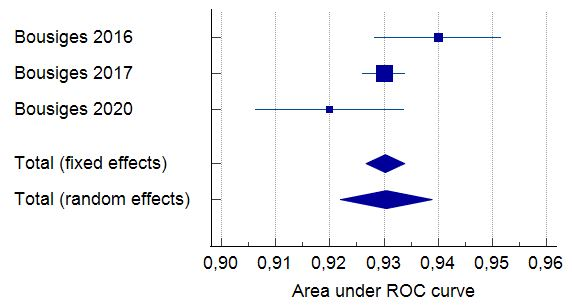 Bousiges 2016
Bousiges 2017
Bousiges 2020
Total (fixed effects)
Total (random effects)
0,90 0,91 0,92 0,93 0,94 0,95 0,96
Area under ROC curve